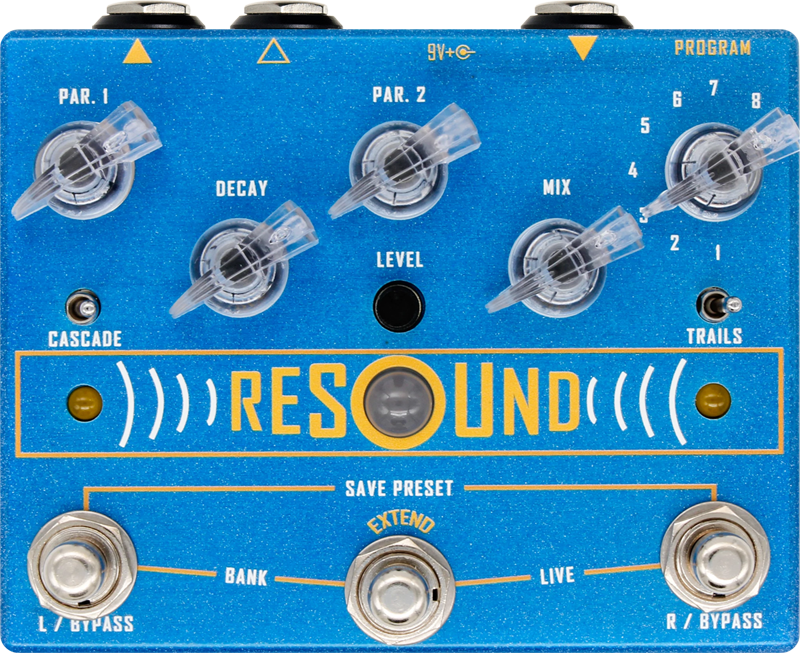 9V+
PROGRAM
PAR. 1
PAR. 2
6 7 8
5
4
3
2
1
DECAY
MIX
LEVEL
CASCADE
TRAILS
RESOUND
SAVE PRESET
EXTEND
BANK
LIVE
L / BYPASS
R / BYPASS